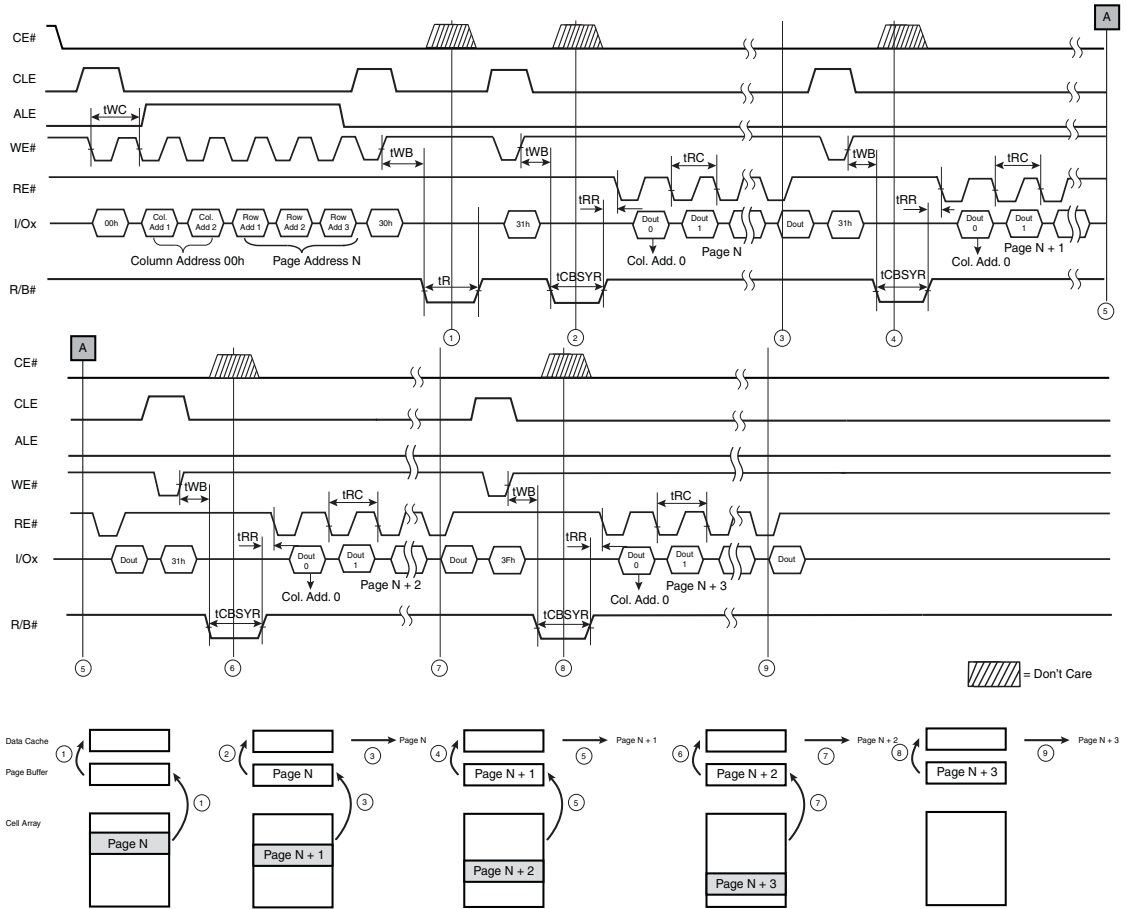 A
CE#
CLE
ALE
tWC
WE#
tWB
tWB
tWB
tRC
tRC
RE#
tRR
tRR
I/Ox
00h
Col. Add 1
Col. Add 2
Row Add 1
Row Add 2
Row Add 3
30h
31h
Dout 0
Dout 1
Dout
31h
Dout 0
Dout 1
Column Address 00h
Page Address N
Col. Add. 0
Page N
Col. Add. 0
Page N + 1
R/B#
tR
tCBSYR
tCBSYR
1
2
3
4
5
A
CE#
CLE
ALE
WE#
tWB
tWB
tRC
tRC
RE#
tRR
tRR
I/Ox
Dout
31h
Dout 0
Dout 1
Dout
3Fh
Dout 0
Dout 1
Dout
Page N + 2
Page N + 3
Col. Add. 0
Col. Add. 0
R/B#
tCBSYR
tCBSYR
5
6
7
8
9
= Don't Care
Data Cache
1
2
3
Page N
4
5
Page N + 1
6
7
Page N + 2
8
9
Page N + 3
Page Buffer
Page N
Page N + 1
Page N + 2
Page N + 3
1
3
5
7
Cell Array
Page N
Page N + 1
Page N + 2
Page N + 3